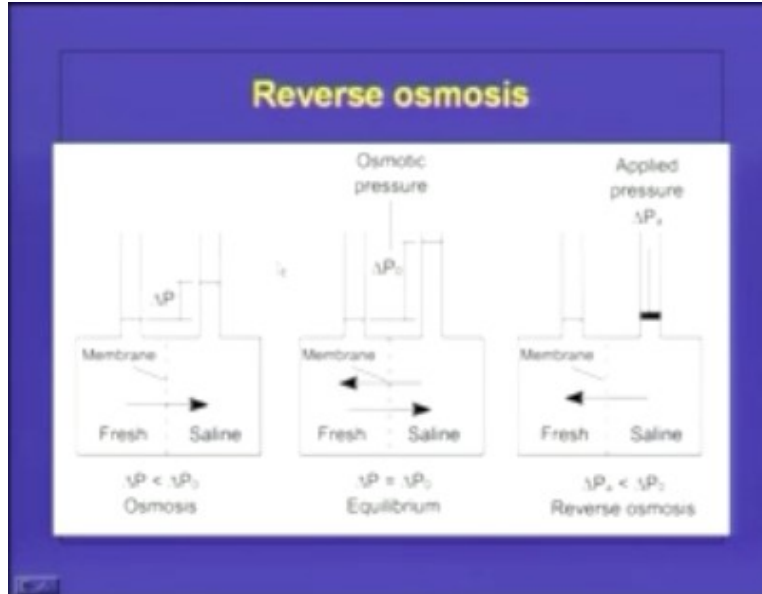 Reverse osmosis
Osmotic
pressure
Applied
pressure
ΔPₐ
ΔP
ΔP₀
Membrane
Membrane
Membrane
Fresh
Saline
Fresh
Saline
Fresh
Saline
ΔP < ΔP₀
Osmosis
ΔP = ΔP₀
Equilibrium
ΔPₐ < ΔP₀
Reverse osmosis